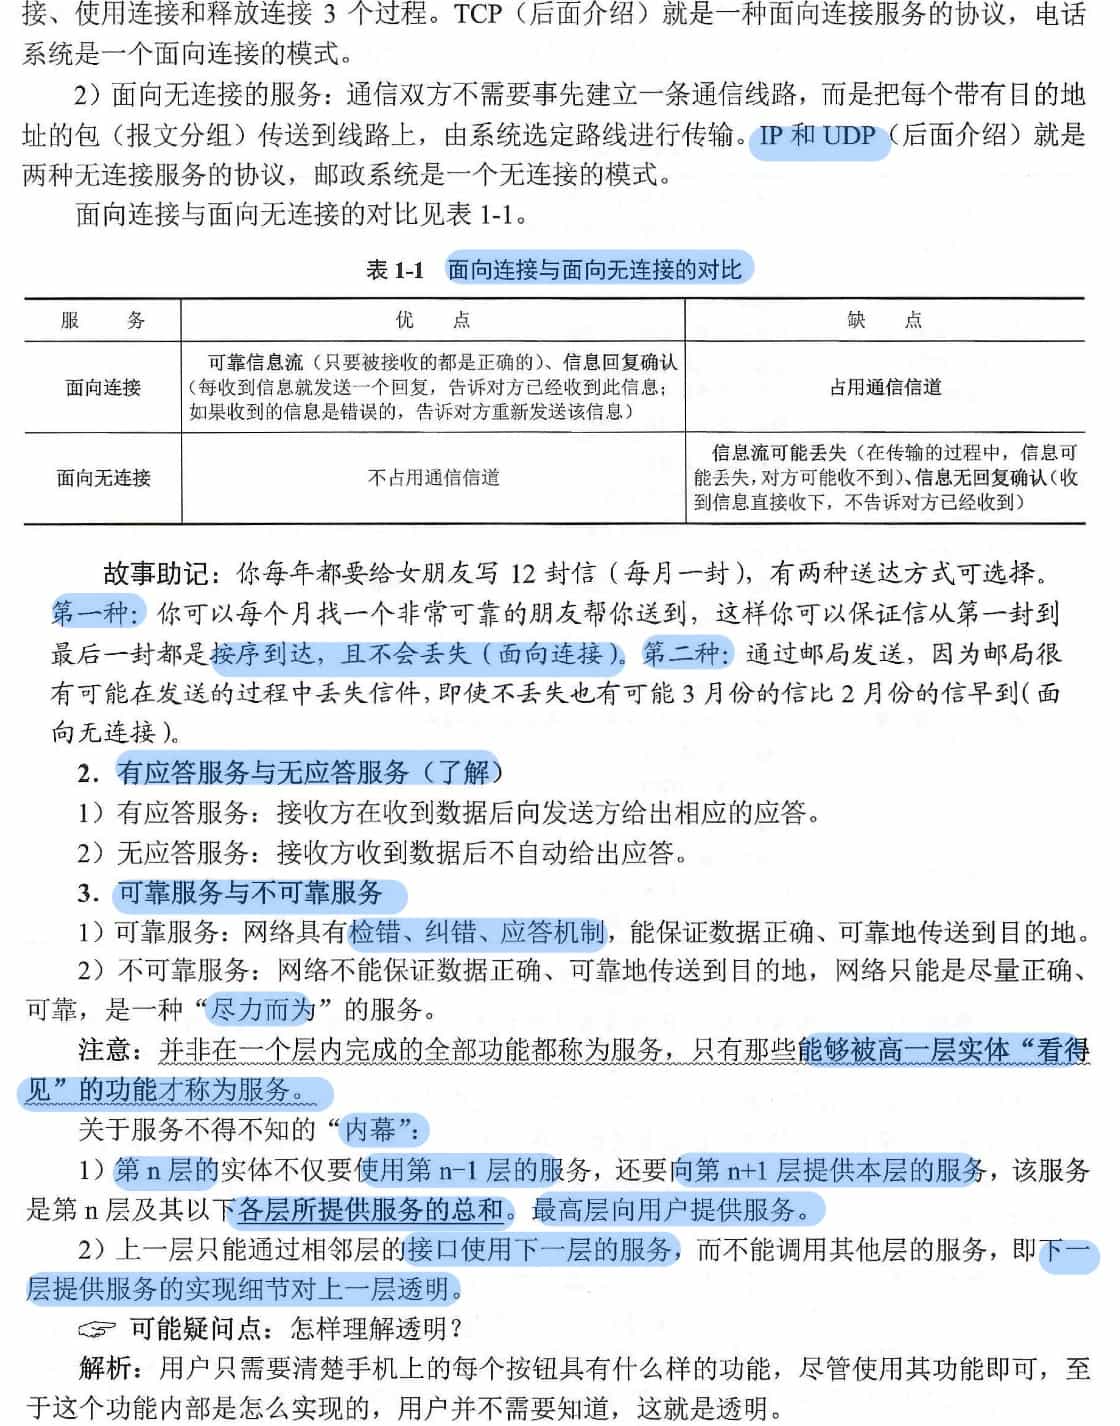 接、使用连接和释放连接 3 个过程。TCP（后面介绍）就是一种面向连接服务的协议，电话
系统是一个面向连接的模式。
2）面向无连接的服务：通信双方不需要事先建立一条通信线路，而是把每个带有目的地
址的包（报文分组）传送到线路上，由系统选定路线进行传输。IP 和 UDP（后面介绍）就是
两种无连接服务的协议，邮政系统是一个无连接的模式。
面向连接与面向无连接的对比见表 1-1。
表 1-1 面向连接与面向无连接的对比
服 务 优 点 缺 点
可靠信息流（只要被接收的都是正确的）、信息回复确认
面向连接 （每收到信息就发送一个回复，告诉对方已经收到此信息； 占用通信信道
如果收到的信息是错误的，告诉对方重新发送该信息）
信息流可能丢失（在传输的过程中，信息可
面向无连接 不占用通信信道 能丢失，对方可能收不到）、信息无回复确认（收
到信息直接收下，不告诉对方已经收到）
故事助记：你每年都要给女朋友写 12 封信（每月一封），有两种送达方式可选择。
第一种：你可以每个月找一个非常可靠的朋友帮你送到，这样你可以保证信从第一封到
最后一封都是按序到达，且不会丢失（面向连接）。第二种：通过邮局发送，因为邮局很
有可能在发送的过程中丢失信件，即使不丢失也有可能 3 月份的信比 2 月份的信早到（面
向无连接）。
2．有应答服务与无应答服务（了解）
1）有应答服务：接收方在收到数据后向发送方给出相应的应答。
2）无应答服务：接收方收到数据后不自动给出应答。
3．可靠服务与不可靠服务
1）可靠服务：网络具有检错、纠错、应答机制，能保证数据正确、可靠地传送到目的地。
2）不可靠服务：网络不能保证数据正确、可靠地传送到目的地，网络只能是尽量正确、
可靠，是一种“尽力而为”的服务。
注意：并非在一个层内完成的全部功能都称为服务，只有那些能够被高一层实体“看得
见”的功能才称为服务。
关于服务不得不知的“内幕”：
1）第 n 层的实体不仅要使用第 n−1 层的服务，还要向第 n+1 层提供本层的服务，该服务
是第 n 层及其以下各层所提供服务的总和。最高层向用户提供服务。
2）上一层只能通过相邻层的接口使用下一层的服务，而不能调用其他层的服务，即下一
层提供服务的实现细节对上一层透明。
☞ 可能疑问点：怎样理解透明？
解析：用户只需要清楚手机上的每个按钮具有什么样的功能，尽管使用其功能即可，至
于这个功能内部是怎么实现的，用户并不需要知道，这就是透明。